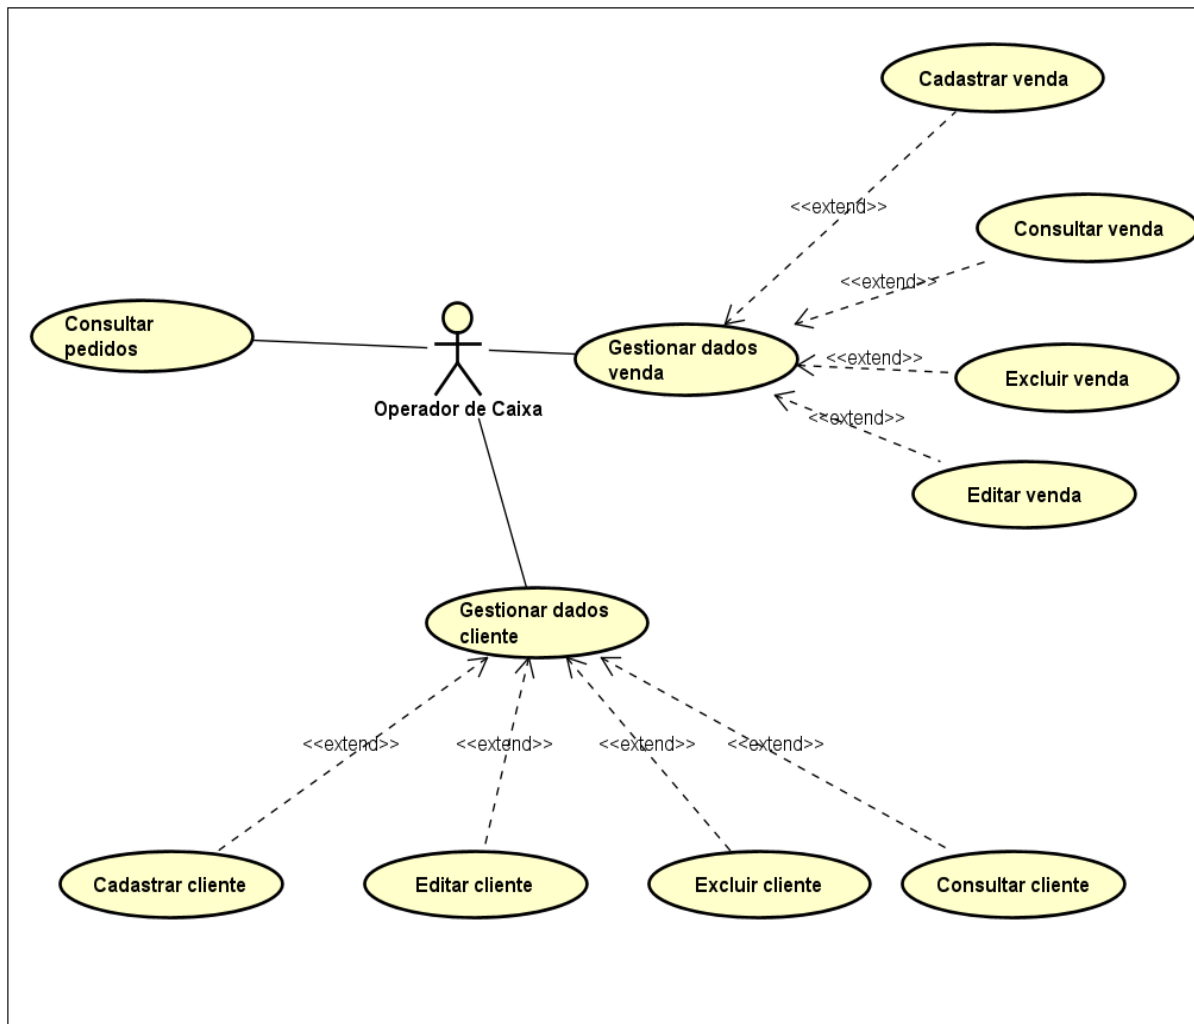 Cadastrar venda
<<extend>>
Consultar venda
<<extend>>
Consultar
pedidos
Gestionar dados
venda
<<extend>>
Excluir venda
Operador de Caixa
<<extend>>
Editar venda
Gestionar dados
cliente
<<extend>>
<<extend>>
<<extend>>
<<extend>>
Cadastrar cliente
Editar cliente
Excluir cliente
Consultar cliente